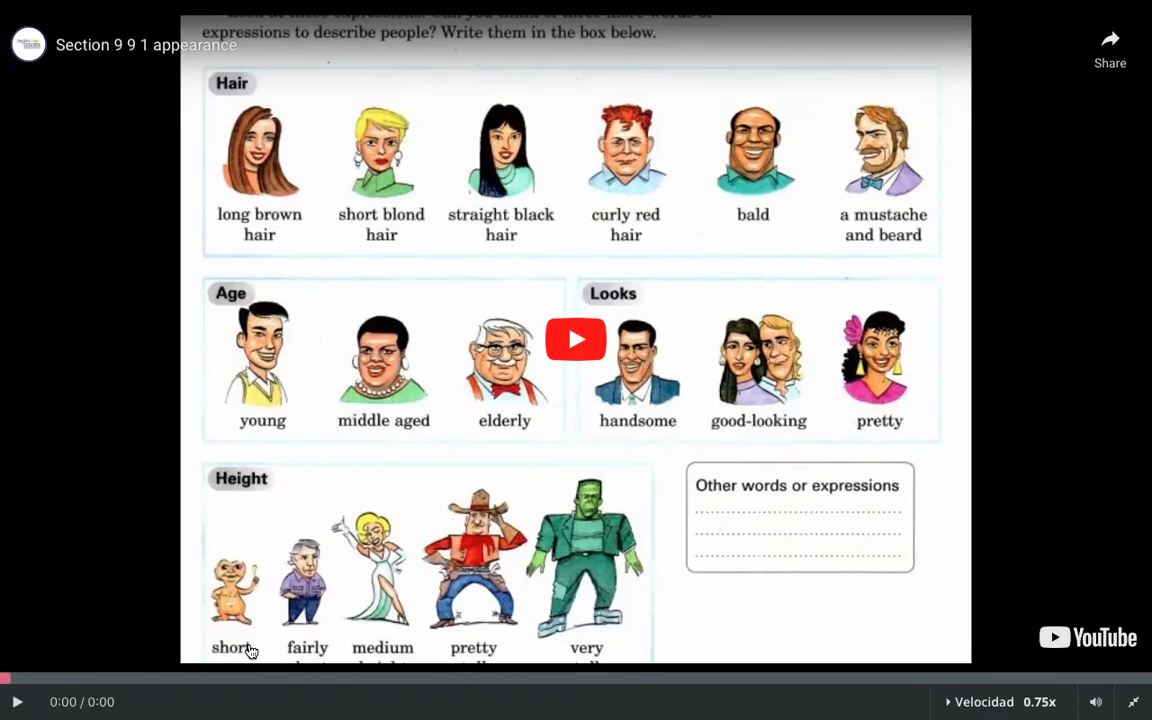 Section 9 9 1 appearance
expressions to describe people? Write them in the box below.
Share
Hair
long brown
hair
short blond
hair
straight black
hair
curly red
hair
bald
a mustache
and beard
Age
young
middle aged
elderly
Looks
handsome
good-looking
pretty
Height
short
fairly
medium
pretty
very
Other words or expressions
YouTube
0:00 / 0:00
Velocidad 0.75x